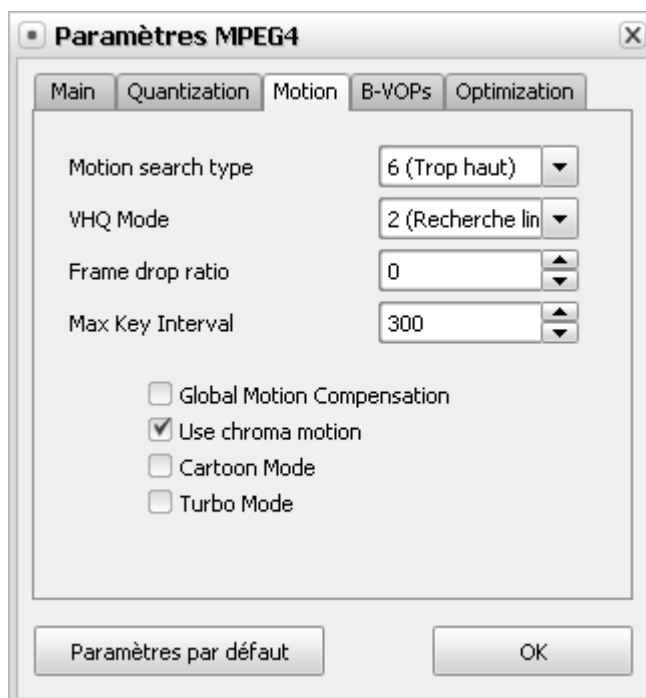 Paramètres MPEG4
Main Quantization Motion B-VOPs Optimization
Motion search type 6 (Trop haut)
VHQ Mode 2 (Recherche lin
Frame drop ratio 0
Max Key Interval 300
Global Motion Compensation
Use chroma motion
Cartoon Mode
Turbo Mode
Paramètres par défaut OK